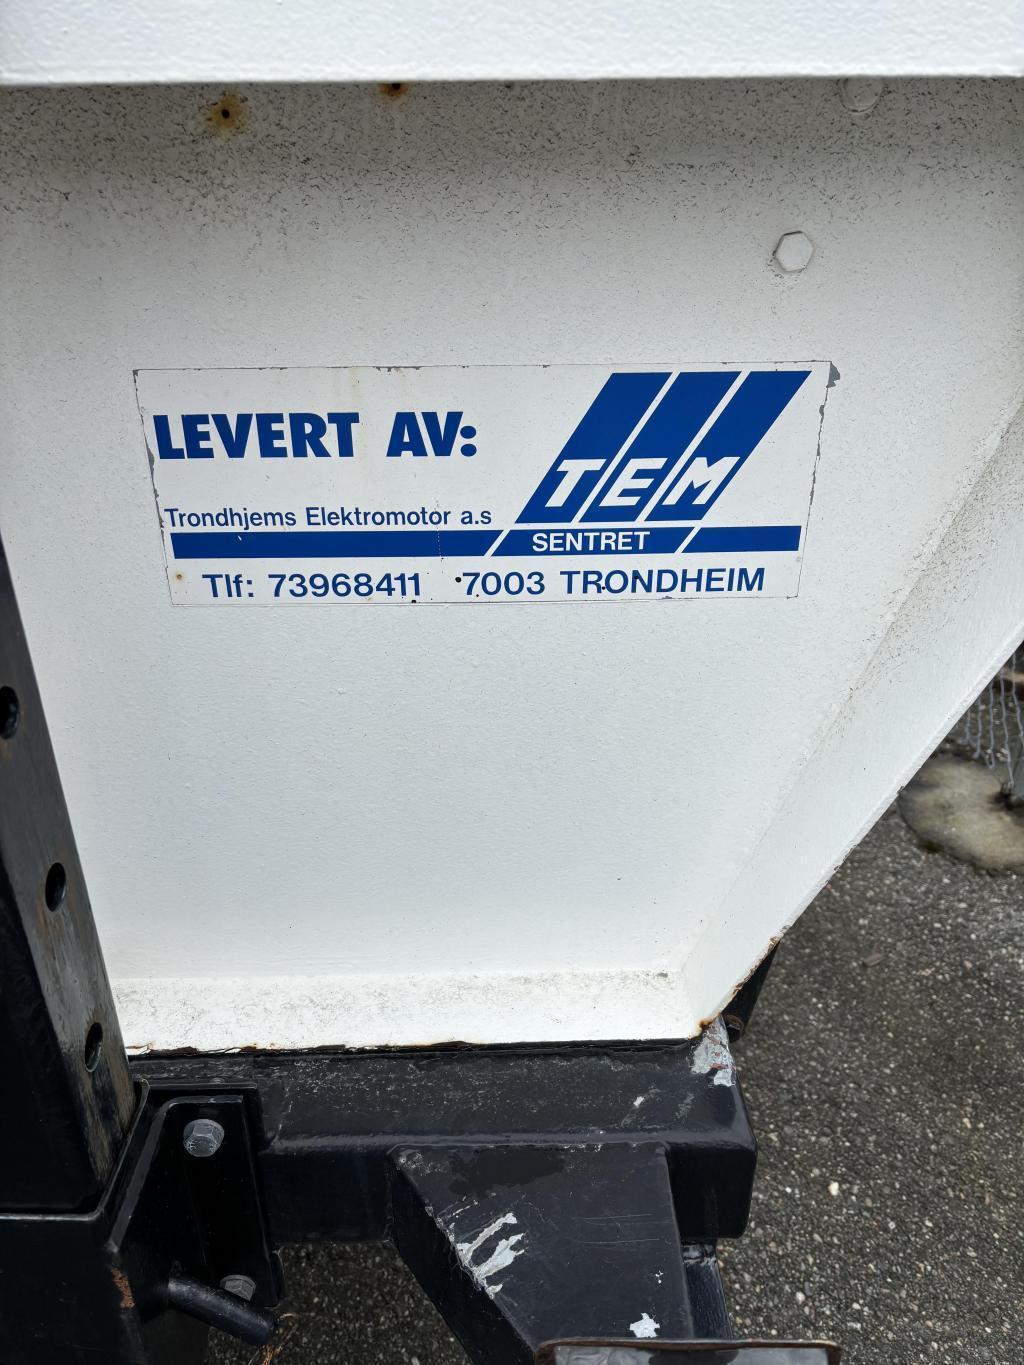 LEVERT AV:
TEM
Trondhjems Elektromotor a.s
SENTRET
Tlf: 73968411 7003 TRONDHEIM